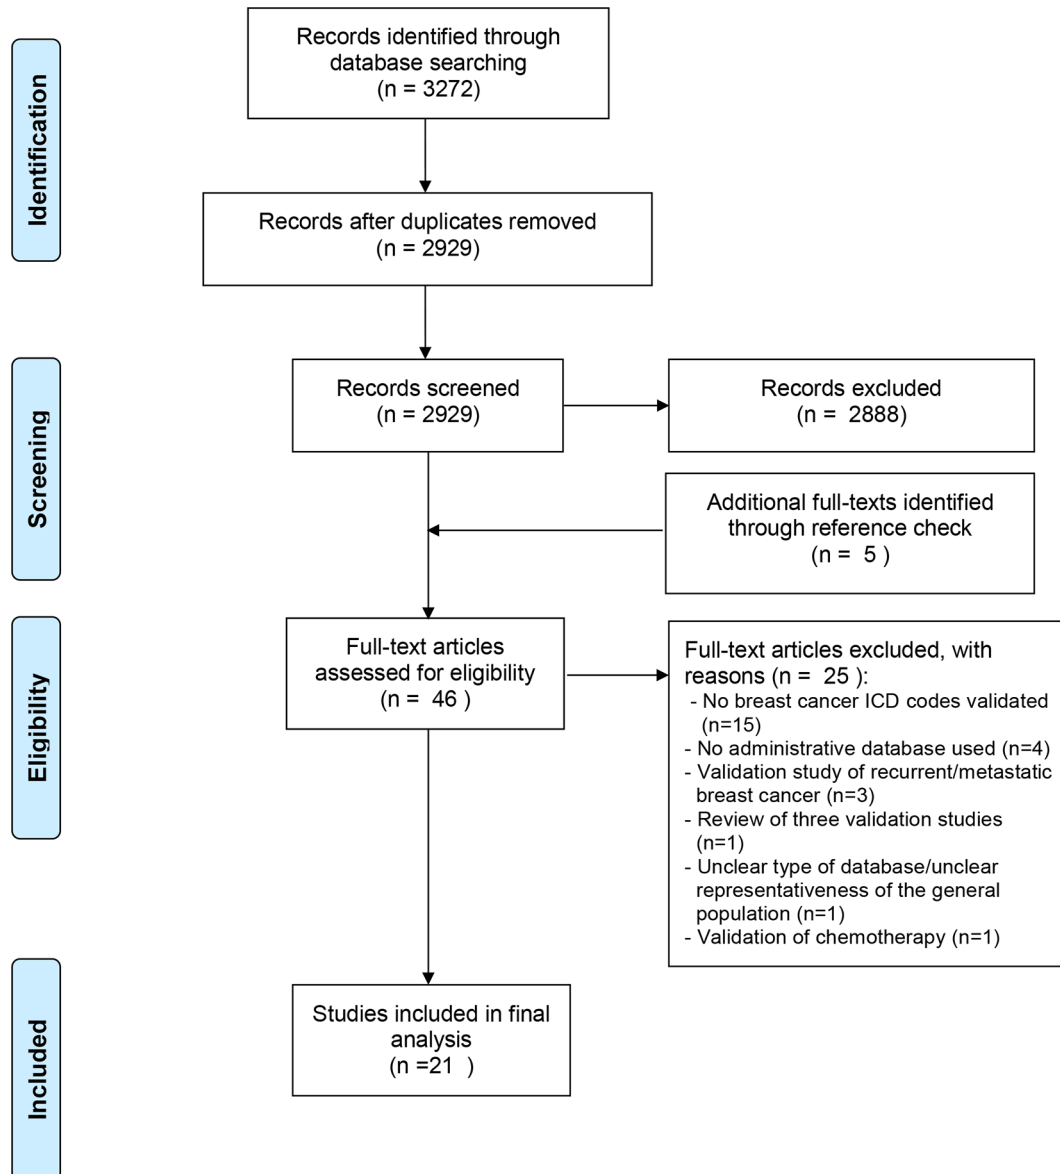 Identification
Records identified through
database searching
(n = 3272)
Records after duplicates removed
(n = 2929)
Screening
Records screened
(n = 2929)
Records excluded
(n =  2888)
Additional full-texts identified
through reference check
(n =  5 )
Eligibility
Full-text articles
assessed for eligibility
(n =  46 )
Full-text articles excluded, with
reasons (n =  25 ):
- No breast cancer ICD codes validated
(n=15)
- No administrative database used (n=4)
- Validation study of recurrent/metastatic
breast cancer (n=3)
- Review of three validation studies
(n=1)
- Unclear type of database/unclear
representativeness of the general
population (n=1)
- Validation of chemotherapy (n=1)
Included
Studies included in final
analysis
(n =21  )